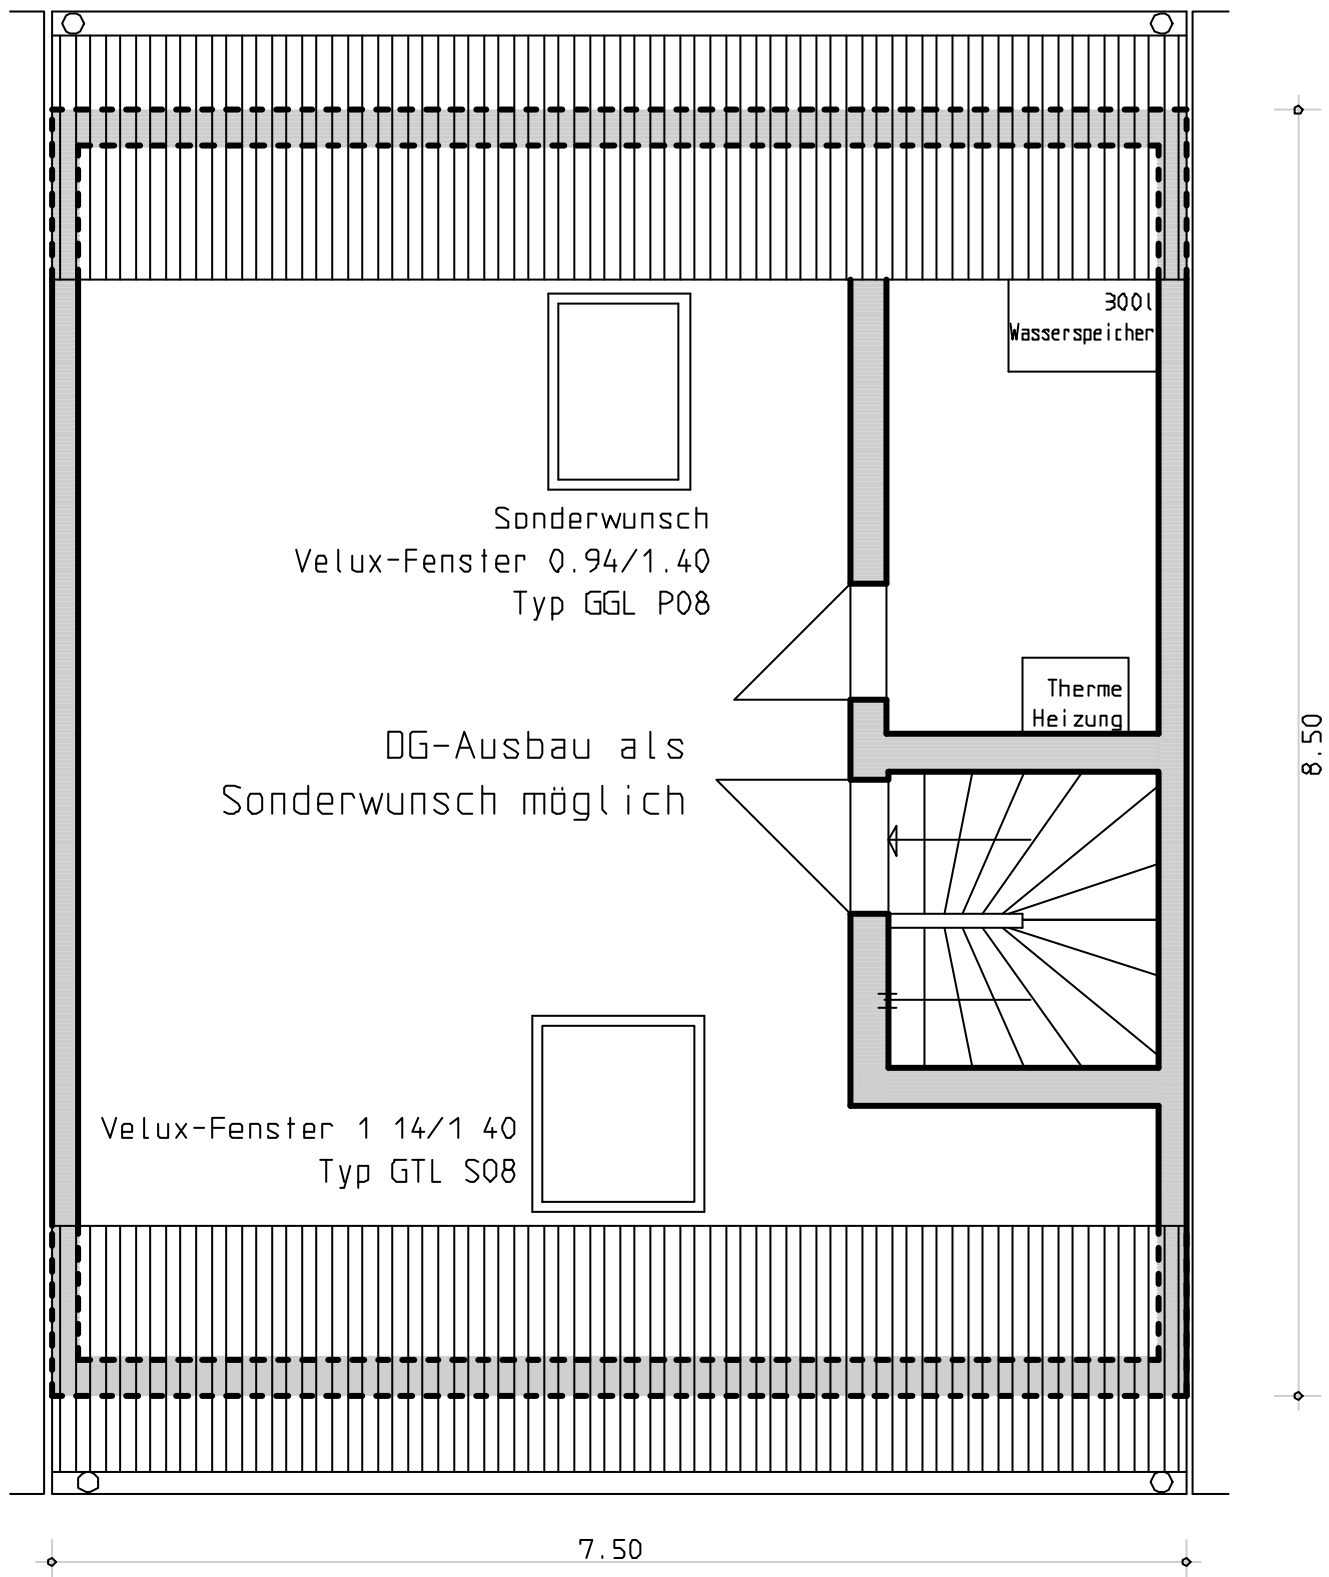 300l
Wasserspeicher
Sonderwunsch
Velux-Fenster 0.94/1.40
Typ GGL P08
Therme
Heizung
DG-Ausbau als
Sonderwunsch möglich
8.50
Velux-Fenster 1 14/1 40
Typ GTL S08
7.50